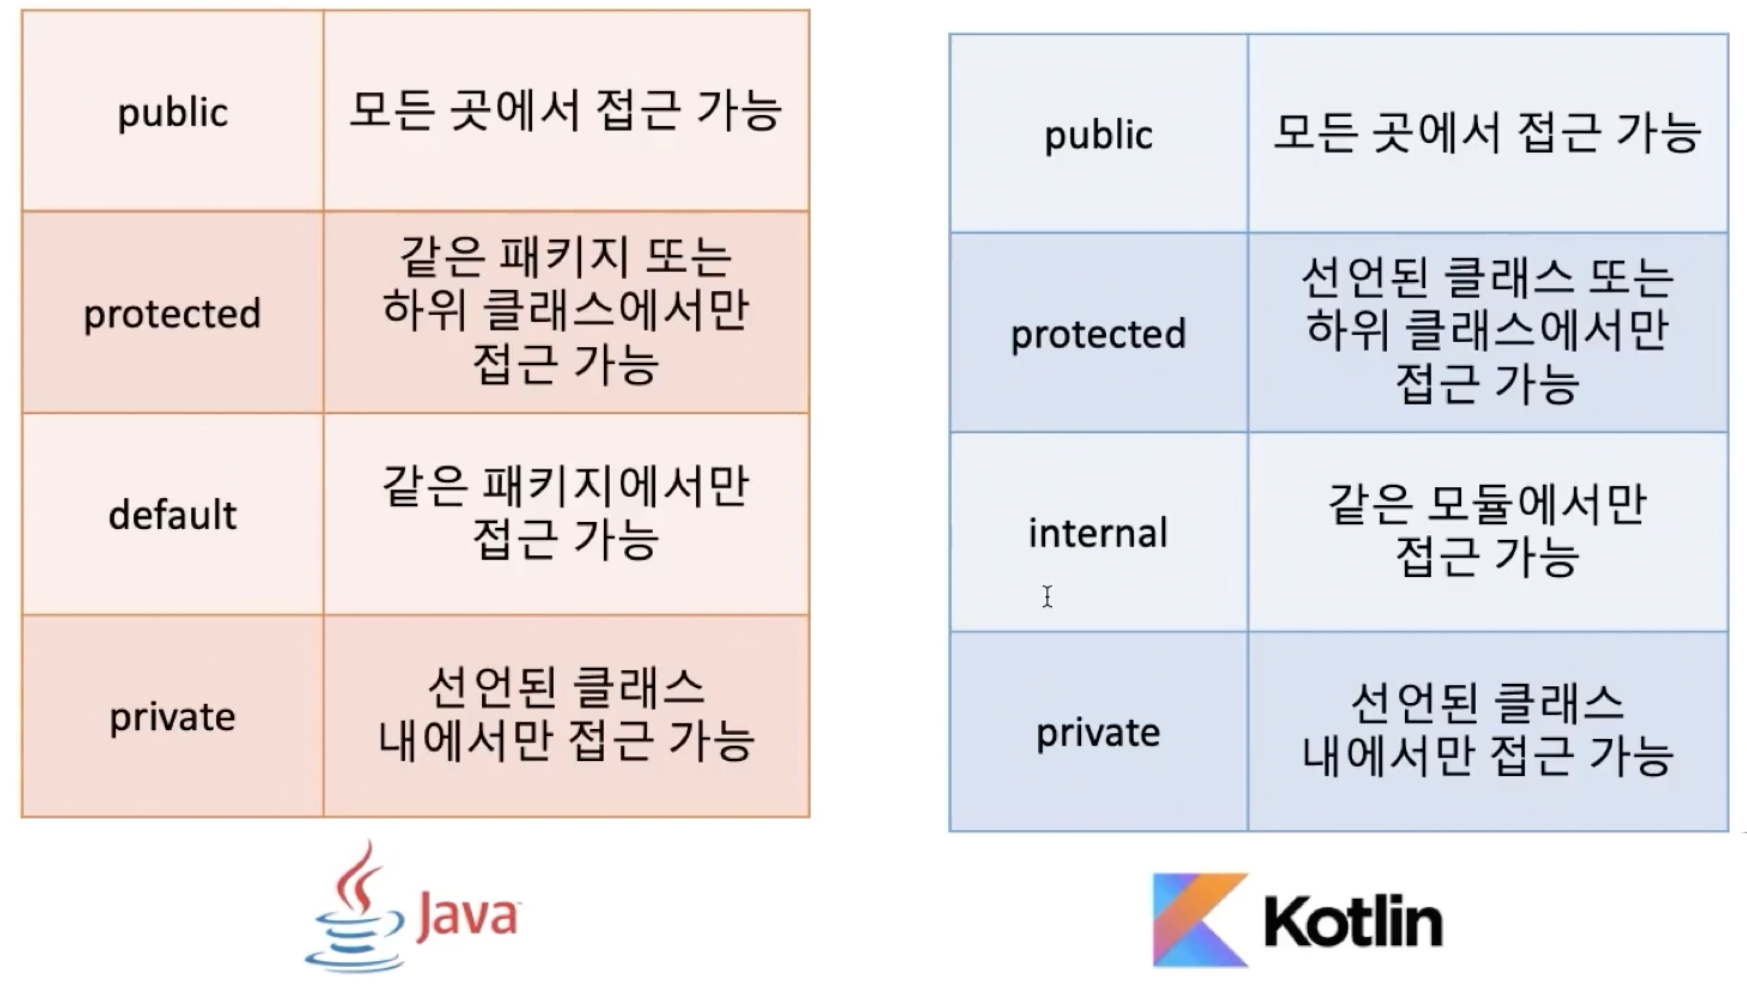 public
모든 곳에서 접근 가능
protected
같은 패키지 또는
하위 클래스에서만
접근 가능
default
같은 패키지에서만
접근 가능
private
선언된 클래스
내에서만 접근 가능
Java
public
모든 곳에서 접근 가능
protected
선언된 클래스 또는
하위 클래스에서만
접근 가능
internal
같은 모듈에서만
접근 가능
private
선언된 클래스
내에서만 접근 가능
Kotlin